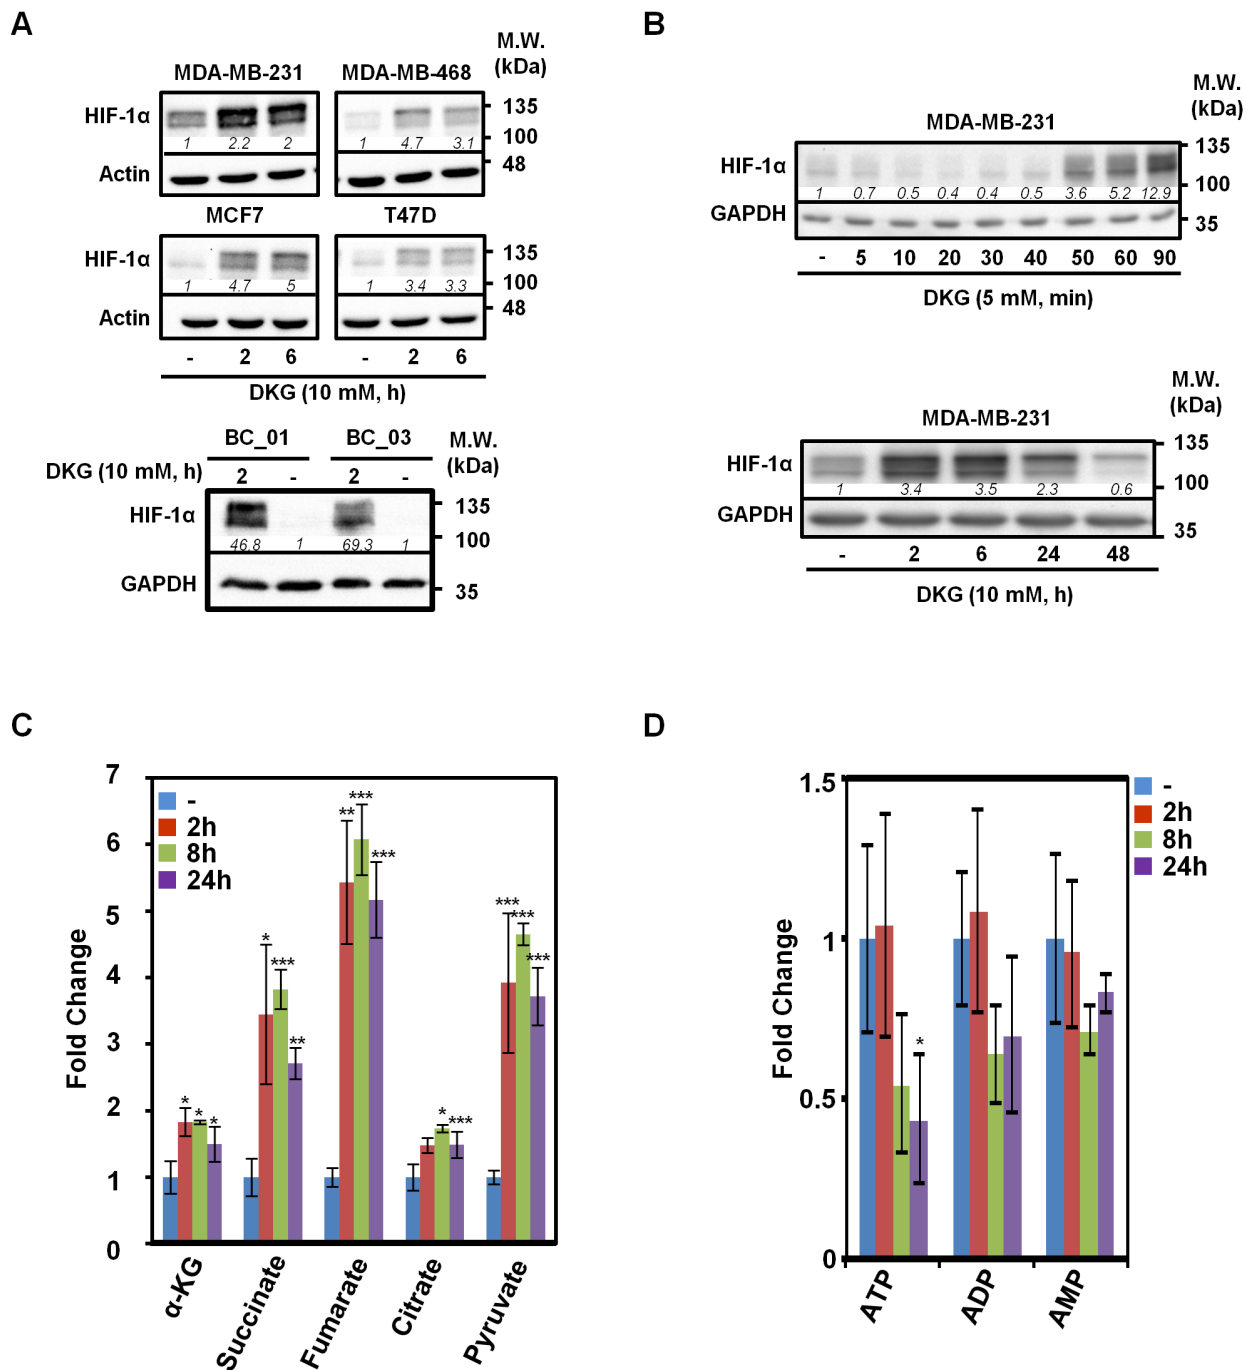 A
M.W.
(kDa)
MDA-MB-231 MDA-MB-468
HIF-1α 135
1 2.2 2 1 4.7 3.1 100
Actin 48
MCF7 T47D
HIF-1α 135
1 4.7 5 1 3.4 3.3 100
Actin 48
- 2 6 - 2 6
DKG (10 mM, h)
BC_01 BC_03 M.W.
(kDa)
DKG (10 mM, h) 2 - 2 -
HIF-1α 135
46.8 1 69.3 1 100
GAPDH 35
B
M.W.
(kDa)
MDA-MB-231
HIF-1α 135
1 0.7 0.5 0.4 0.4 0.5 3.6 5.2 12.9 100
GAPDH 35
- 5 10 20 30 40 50 60 90
DKG (5 mM, min)
M.W.
(kDa)
MDA-MB-231
HIF-1α 135
1 3.4 3.5 2.3 0.6 100
GAPDH 35
- 2 6 24 48
DKG (10 mM, h)
C
Fold Change
7
6
5
4
3
2
1
0
-
2h
8h
24h
* * *
* *** **
** *** ***
* ***
*** *** ***
α-KG Succinate Fumarate Citrate Pyruvate
D
Fold Change
1.5
1
0.5
0
-
2h
8h
24h
*
ATP ADP AMP